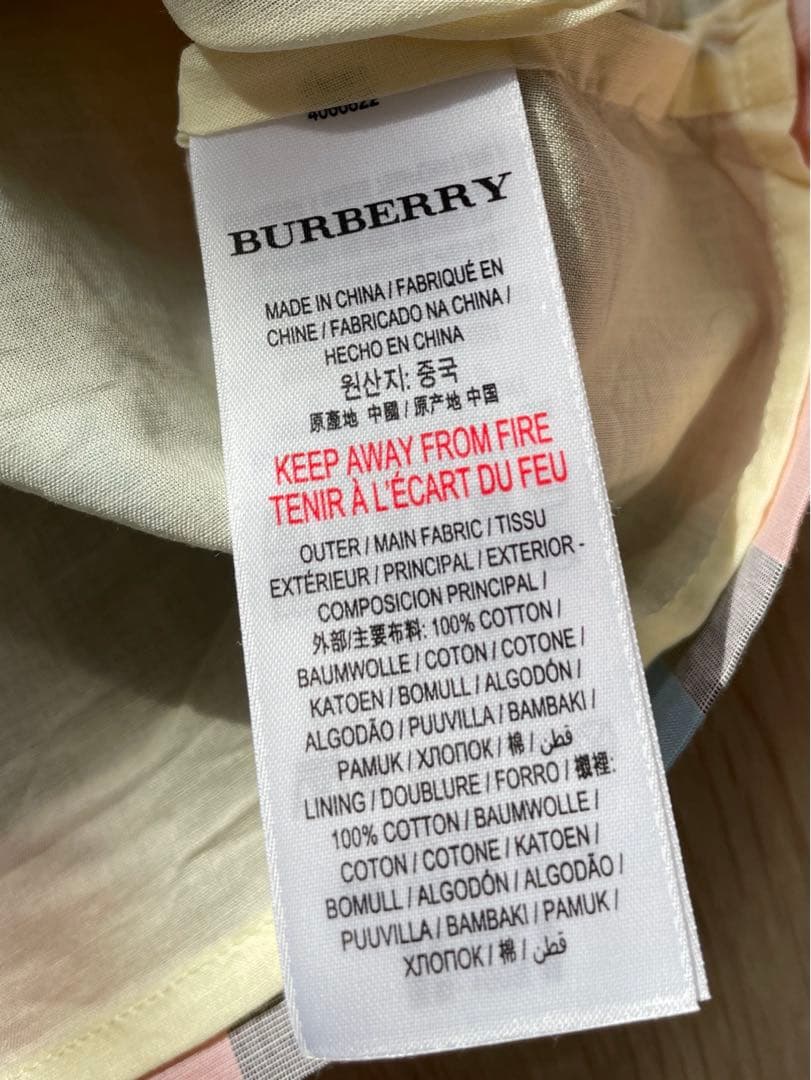 BURBERRY
MADE IN CHINA / FABRIQUÉ EN
CHINE / FABRICADO NA CHINA /
HECHO EN CHINA
원산지: 중국
原產地 中國 / 原产地 中国
KEEP AWAY FROM FIRE
TENIR À L'ÉCART DU FEU
OUTER / MAIN FABRIC / TISSU
EXTÉRIEUR / PRINCIPAL / EXTERIOR -
COMPOSICION PRINCIPAL /
外部/主要布料: 100% COTTON /
BAUMWOLLE / COTON / COTONE /
KATOEN / BOMULL / ALGODÓN /
ALGODÃO / PUUVILLA / BAMBAKI /
PAMUK / ХЛОПОК / 棉 / قطن
LINING / DOUBLURE / FORRO / 襯裡:
100% COTTON / BAUMWOLLE /
COTON / COTONE / KATOEN /
BOMULL / ALGODÓN / ALGODÃO /
PUUVILLA / BAMBAKI / PAMUK /
ХЛОПОК / 棉 / قطن